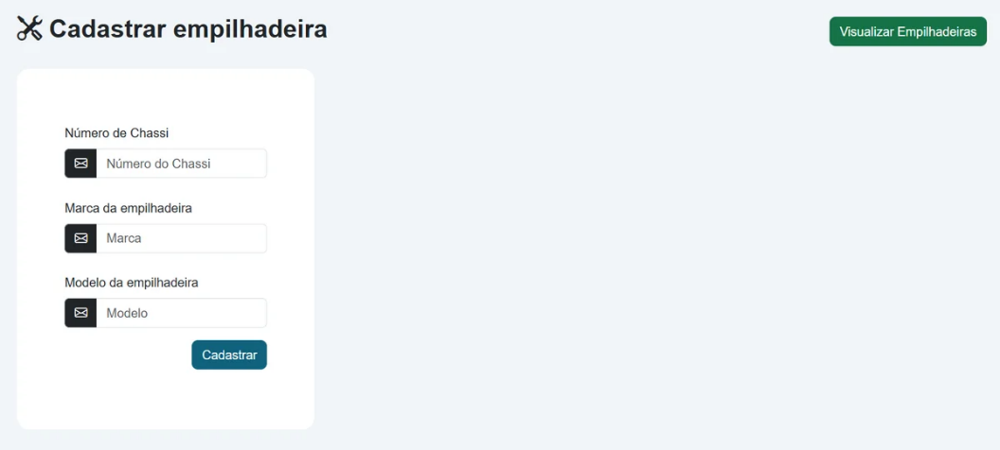 Cadastrar empilhadeira
Visualizar Empilhadeiras
Número de Chassi
Número do Chassi
Marca da empilhadeira
Marca
Modelo da empilhadeira
Modelo
Cadastrar